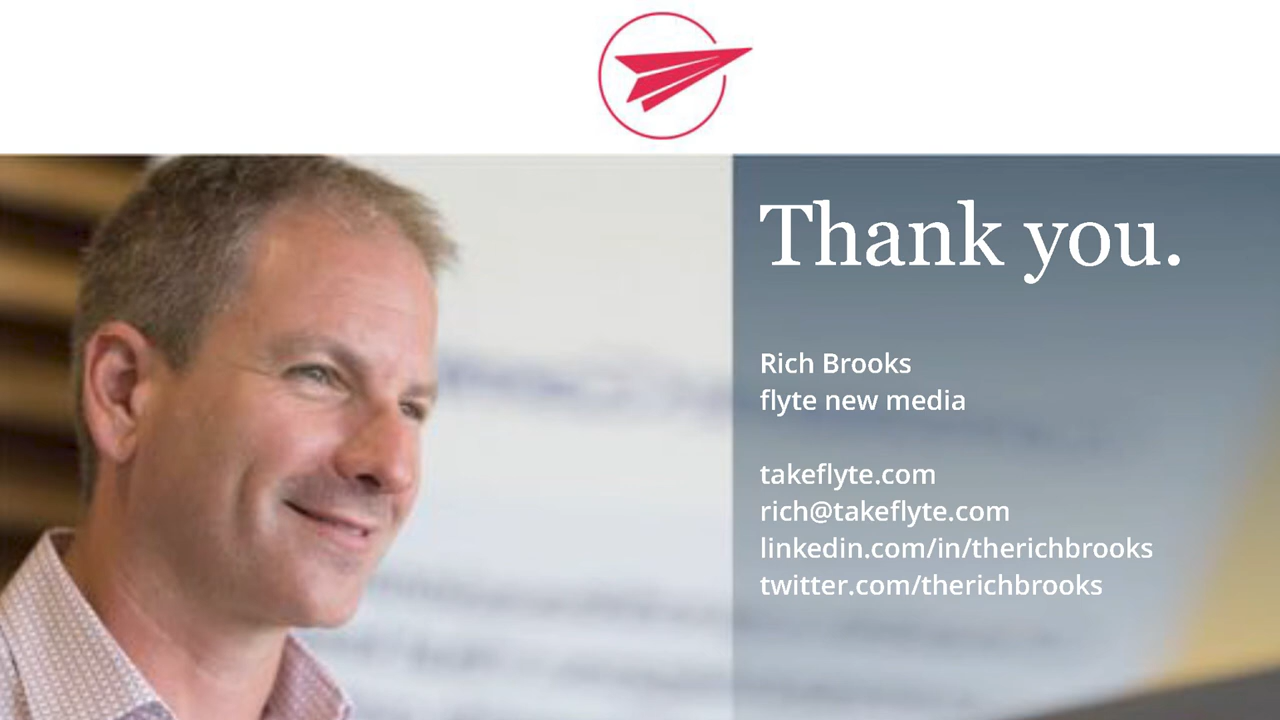 Thank you.
Rich Brooks
flyte new media
takeflyte.com
rich@takeflyte.com
linkedin.com/in/therichbrooks
twitter.com/therichbrooks